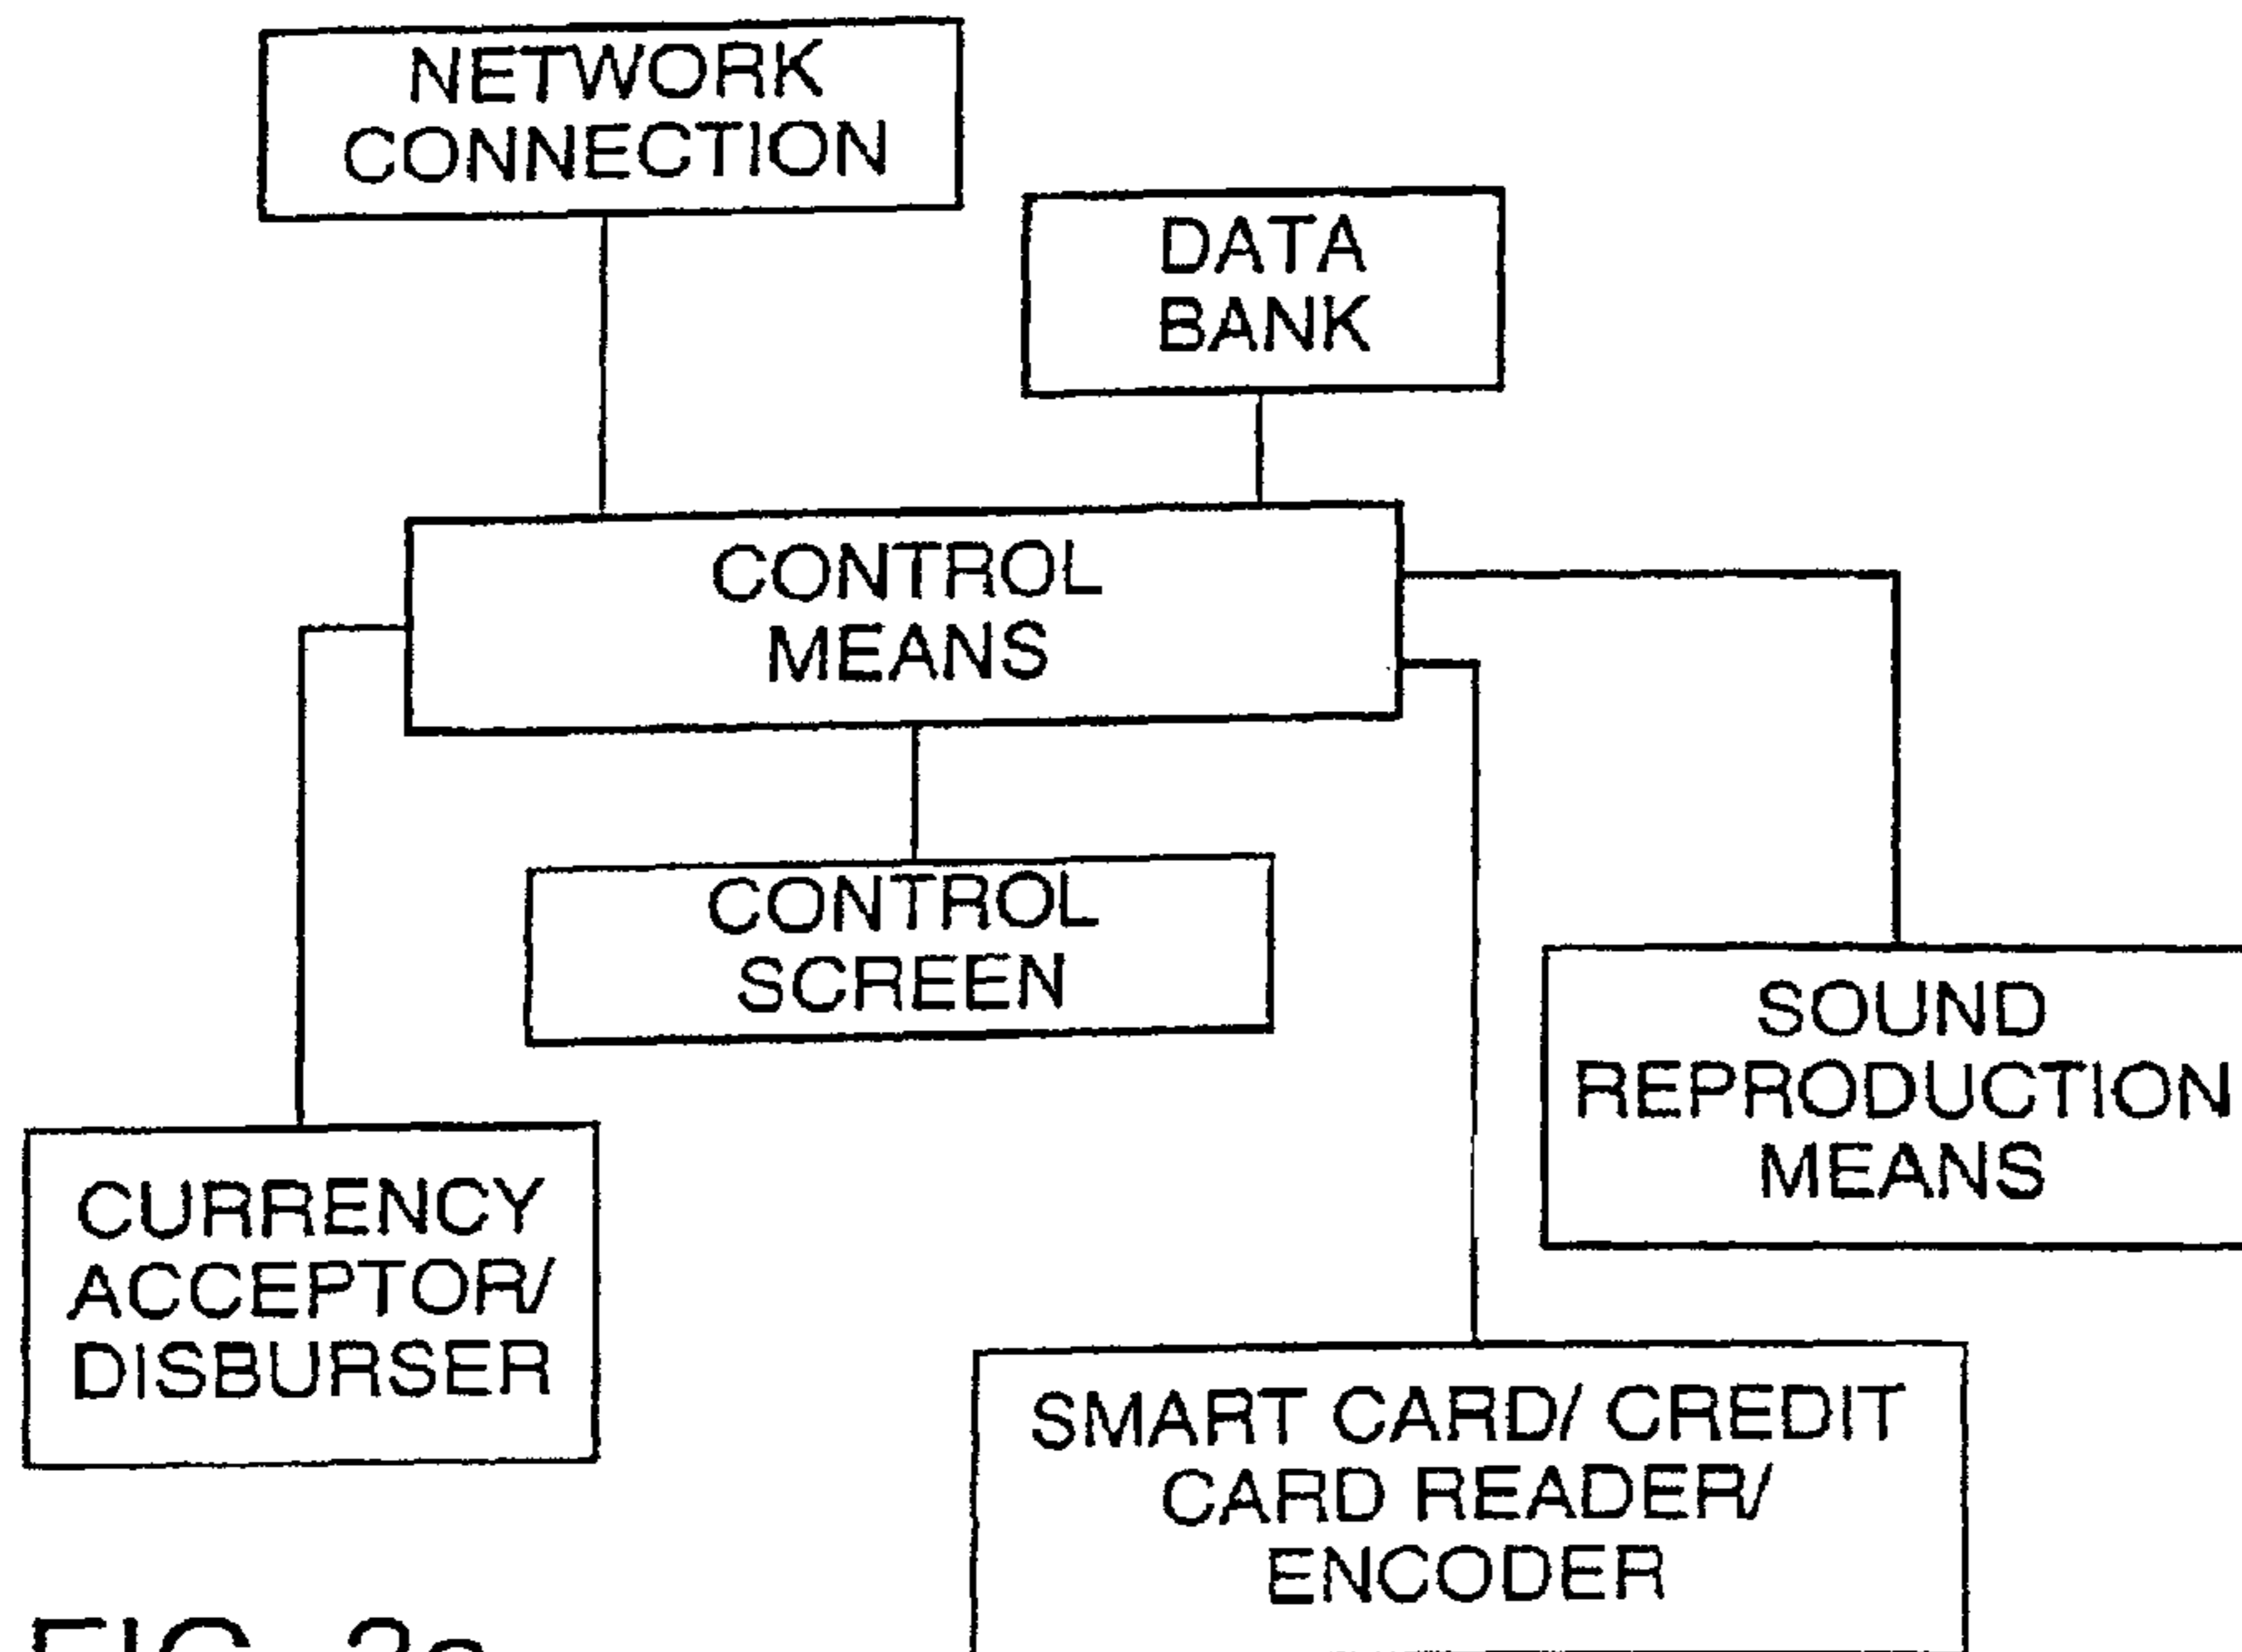 NETWORK
CONNECTION
DATA
BANK
CONTROL
MEANS
CONTROL
SCREEN
SOUND
REPRODUCTION
MEANS
CURRENCY
ACCEPTOR/
DISBURSER
SMART CARD/ CREDIT
CARD READER/
ENCODER